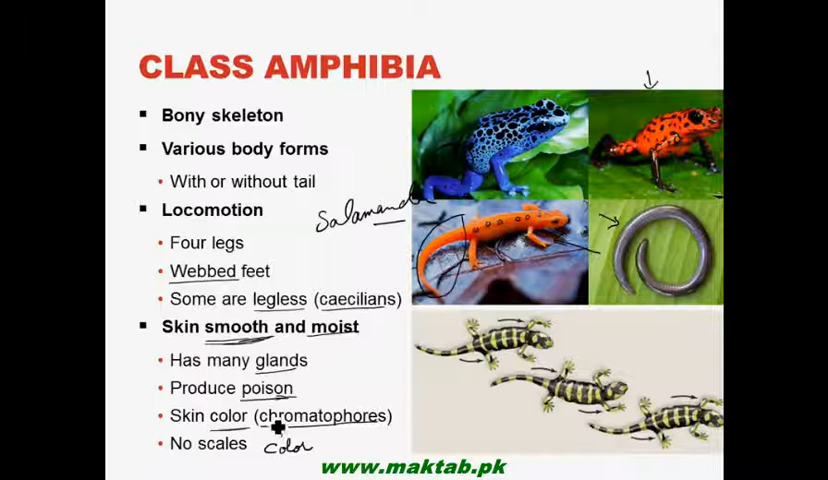 CLASS AMPHIBIA
Bony skeleton
Various body forms
With or without tail
Locomotion
Salamand
Four legs
Webbed feet
Some are legless (caecilians)
Skin smooth and moist
Has many glands
Produce poison
Skin color (chromatophores)
No scales
color
www.maktab.pk